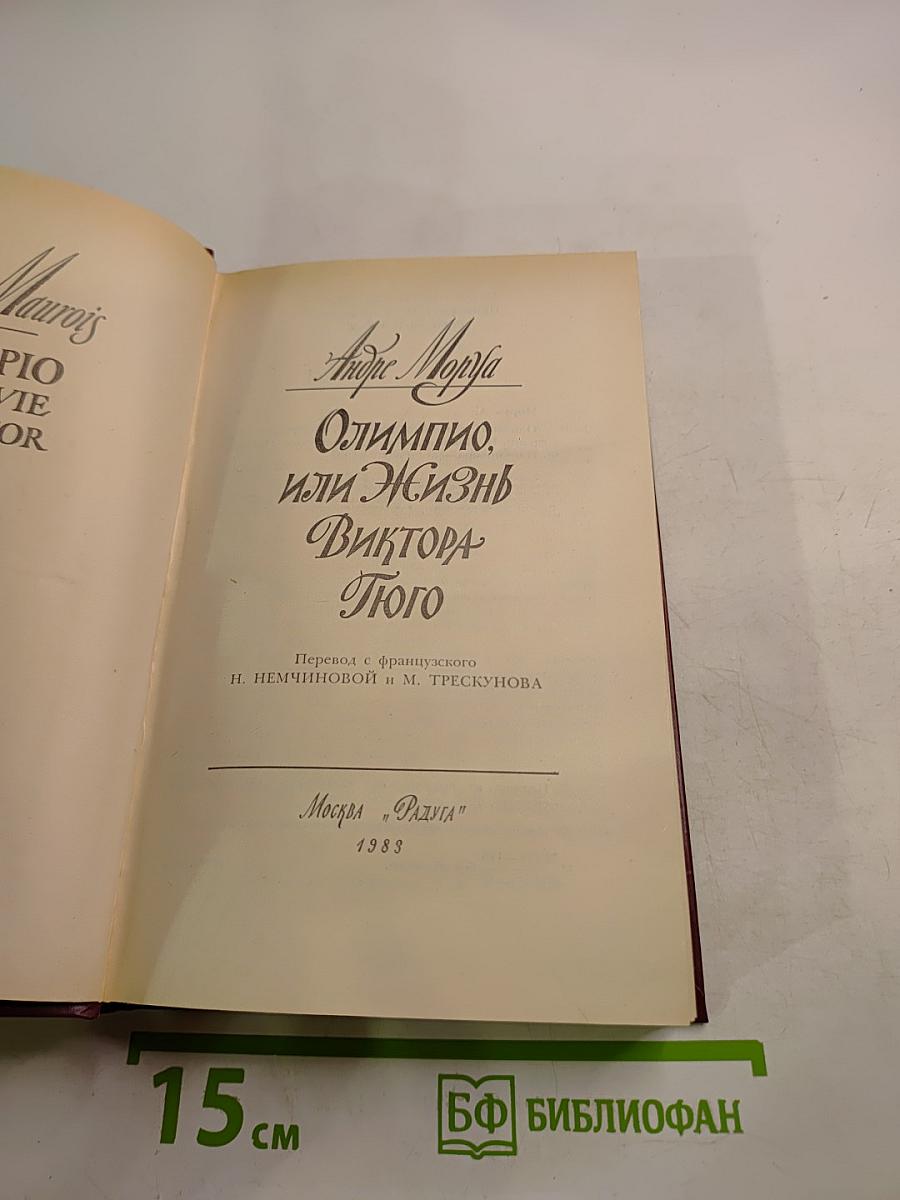 Maurois
PIO
VIE
OR
Андре Моруа
Олимпио,
или Жизнь
Виктора
Гюго
Перевод с французского
Н. НЕМЧИНОВОЙ и М. ТРЕСКУНОВА
Москва „Радуга"
1983
15 см
БФ БИБЛИОФАН